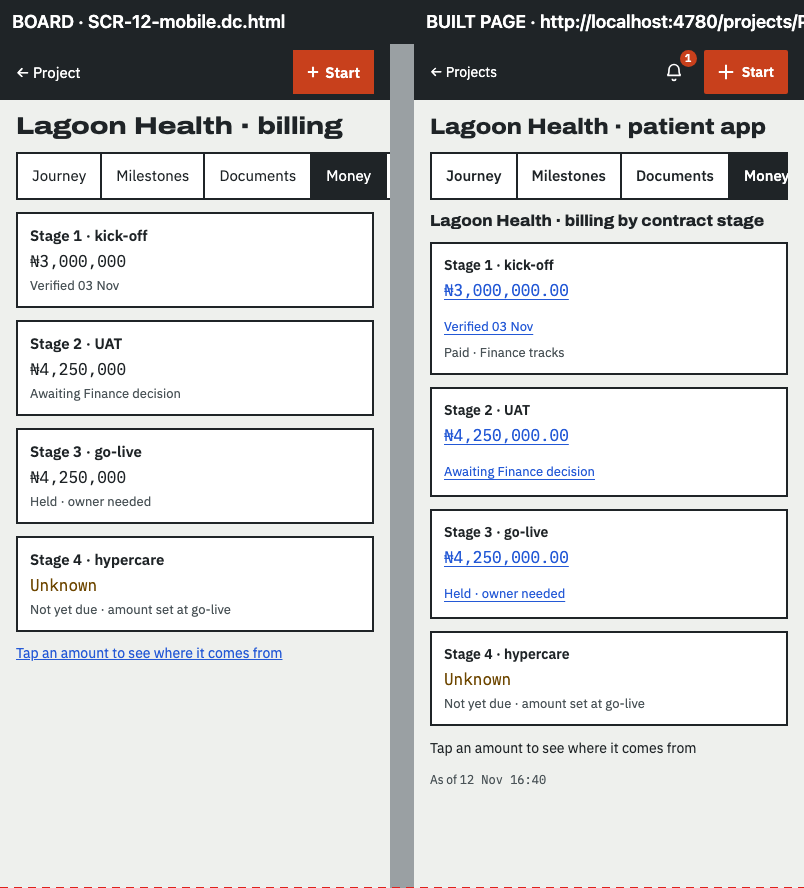 BOARD · SCR-12-mobile.dc.html
← Project
+ Start
Lagoon Health · billing
Journey
Milestones
Documents
Money
Stage 1 · kick-off
₦3,000,000
Verified 03 Nov
Stage 2 · UAT
₦4,250,000
Awaiting Finance decision
Stage 3 · go-live
₦4,250,000
Held · owner needed
Stage 4 · hypercare
Unknown
Not yet due · amount set at go-live
Tap an amount to see where it comes from
BUILT PAGE · http://localhost:4780/projects/
← Projects
1
+ Start
Lagoon Health · patient app
Journey
Milestones
Documents
Money
Lagoon Health · billing by contract stage
Stage 1 · kick-off
₦3,000,000.00
Verified 03 Nov
Paid · Finance tracks
Stage 2 · UAT
₦4,250,000.00
Awaiting Finance decision
Stage 3 · go-live
₦4,250,000.00
Held · owner needed
Stage 4 · hypercare
Unknown
Not yet due · amount set at go-live
Tap an amount to see where it comes from
As of 12 Nov 16:40